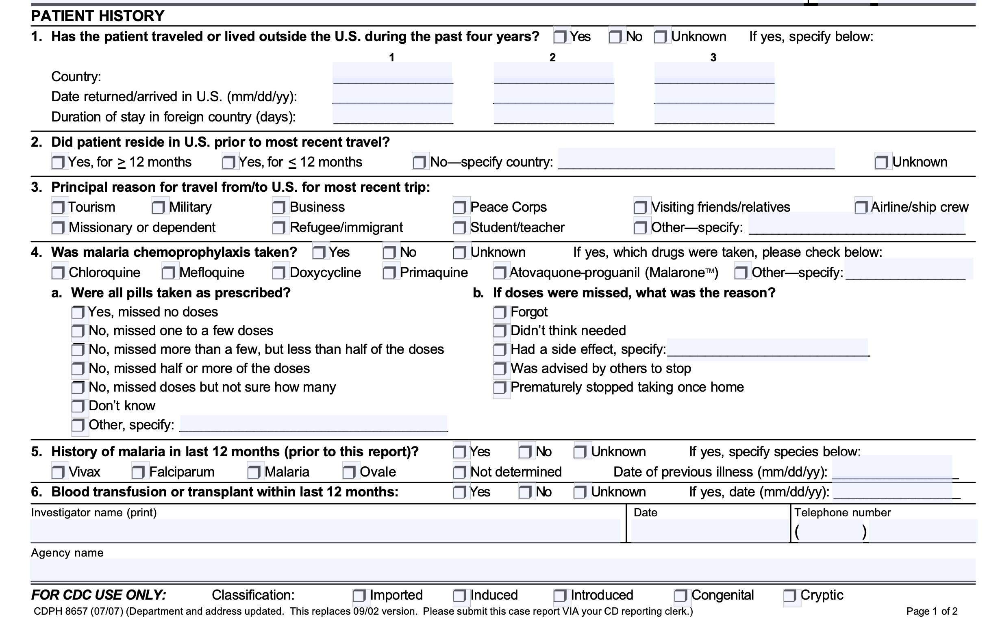 PATIENT HISTORY
1. Has the patient traveled or lived outside the U.S. during the past four years? Yes No Unknown If yes, specify below:
1 2 3
Country:
Date returned/arrived in U.S. (mm/dd/yy):
Duration of stay in foreign country (days):
2. Did patient reside in U.S. prior to most recent travel?
Yes, for ≥ 12 months Yes, for ≤ 12 months No—specify country: Unknown
3. Principal reason for travel from/to U.S. for most recent trip:
Tourism Military Business Peace Corps Visiting friends/relatives Airline/ship crew
Missionary or dependent Refugee/immigrant Student/teacher Other—specify:
4. Was malaria chemoprophylaxis taken? Yes No Unknown If yes, which drugs were taken, please check below:
Chloroquine Mefloquine Doxycycline Primaquine Atovaquone-proguanil (Malarone™) Other—specify:
a. Were all pills taken as prescribed? b. If doses were missed, what was the reason?
Yes, missed no doses Forgot
No, missed one to a few doses Didn’t think needed
No, missed more than a few, but less than half of the doses Had a side effect, specify:
No, missed half or more of the doses Was advised by others to stop
No, missed doses but not sure how many Prematurely stopped taking once home
Don’t know
Other, specify:
5. History of malaria in last 12 months (prior to this report)? Yes No Unknown If yes, specify species below:
Vivax Falciparum Malaria Ovale Not determined Date of previous illness (mm/dd/yy):
6. Blood transfusion or transplant within last 12 months: Yes No Unknown If yes, date (mm/dd/yy):
Investigator name (print) Date Telephone number
( )
Agency name
FOR CDC USE ONLY: Classification: Imported Induced Introduced Congenital Cryptic
CDPH 8657 (07/07) (Department and address updated. This replaces 09/02 version. Please submit this case report VIA your CD reporting clerk.) Page 1 of 2